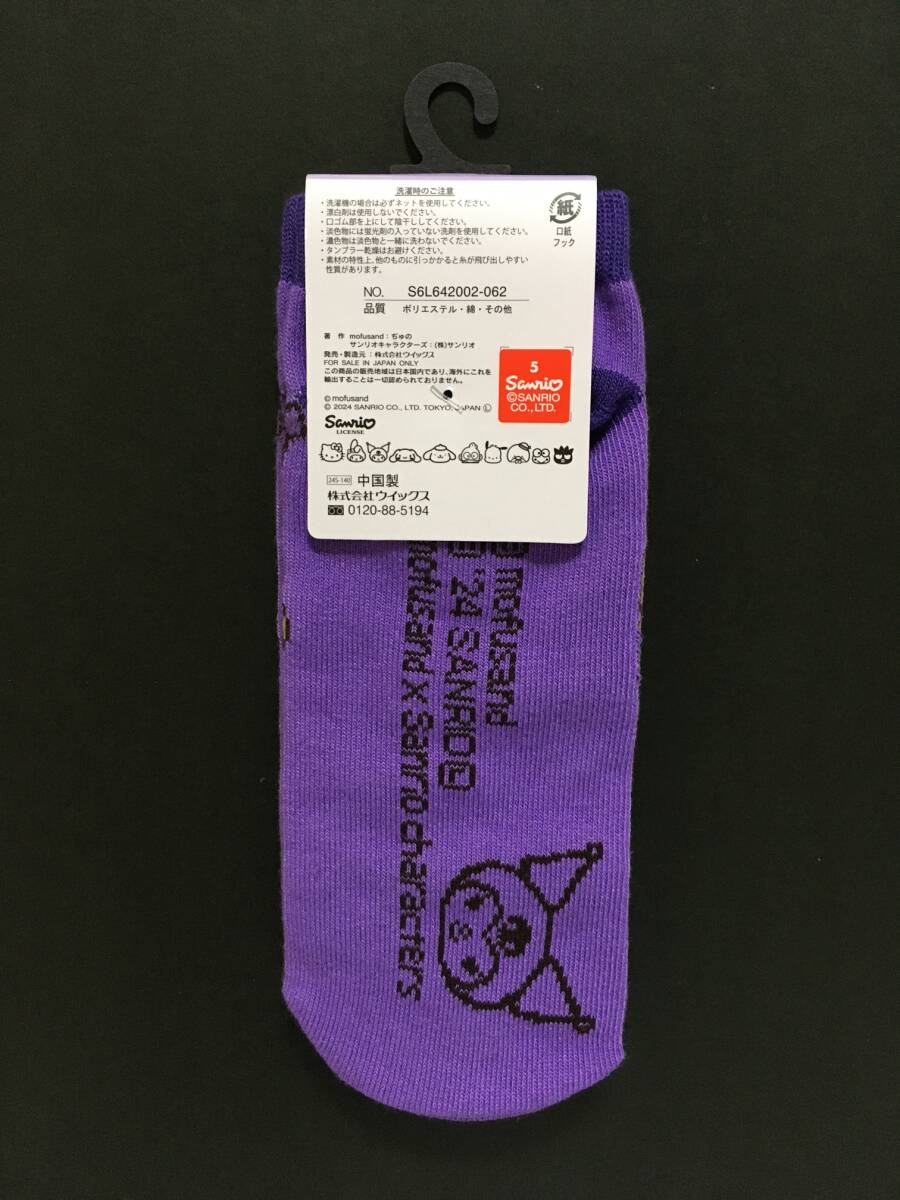 洗濯時のご注意
・洗濯機の場合は必ずネットを使用してください。
・漂白剤は使用しないでください。
・口ゴム部を上にして陰干ししてください。
・淡色物には蛍光剤の入っていない洗剤を使用してください。
・濃色物は淡色物と一緒に洗わないでください。
・タンブラー乾燥はお避けください。
・素材の特性上、他のものに引っかかると糸が飛び出しやすい
性質があります。
紙
口紙
フック
NO. S6L642002-062
品質 ポリエステル・綿・その他
著 作 mofusand：ぢゅの
サンリオキャラクターズ：(株)サンリオ
発売・製造元：株式会社ウイックス
FOR SALE IN JAPAN ONLY
この商品の販売地域は日本国内であり、海外にこれを
輸出することは一切認められておりません。
©mofusand
© 2024 SANRIO CO., LTD. TOKYO, JAPAN Ⓛ
Sanrio
LICENSE
5
Sanrio
©SANRIO
CO., LTD.
245-140 中国製
株式会社ウイックス
0120-88-5194
mofusand
'24 SANRIO Ⓛ
mofusand × Sanrio characters